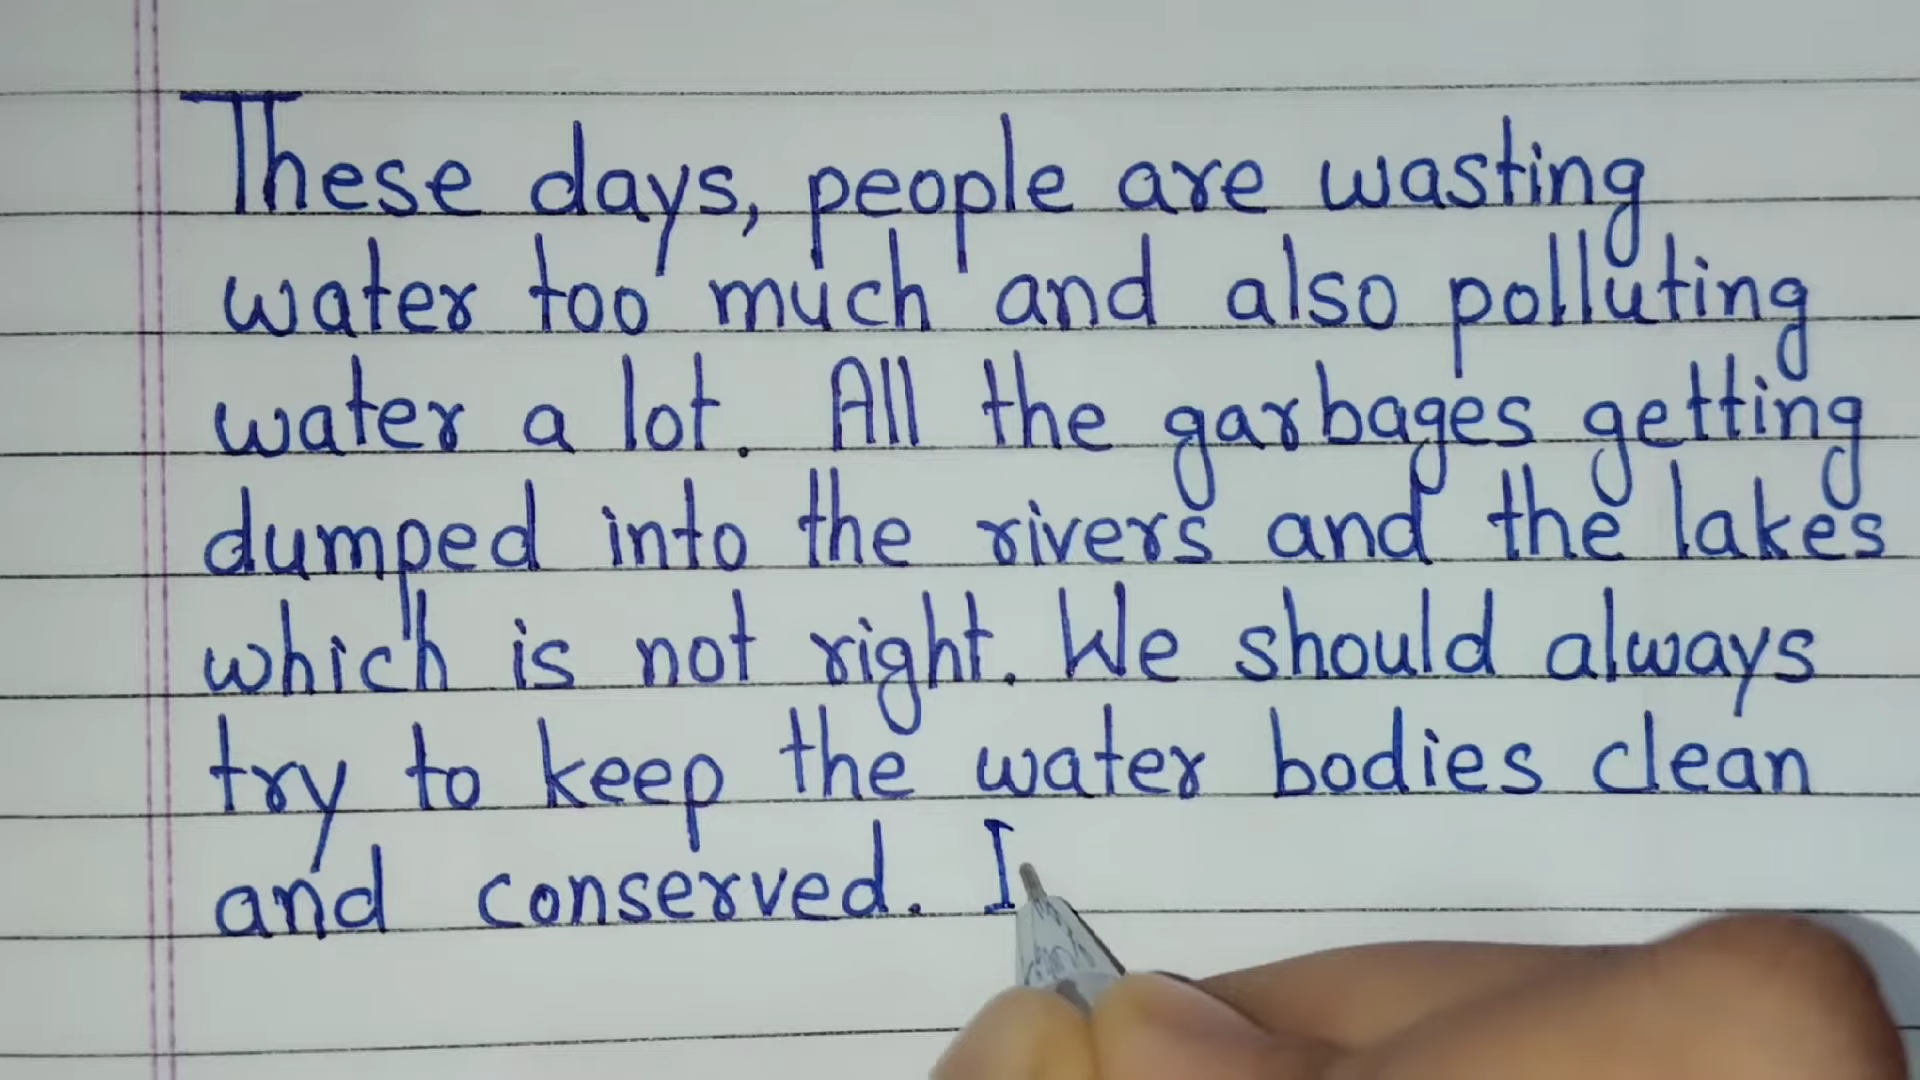 These days, people are wasting
water too much and also polluting
water a lot. All the garbages getting
dumped into the rivers and the lakes
which is not right. We should always
try to keep the water bodies clean
and conserved. I